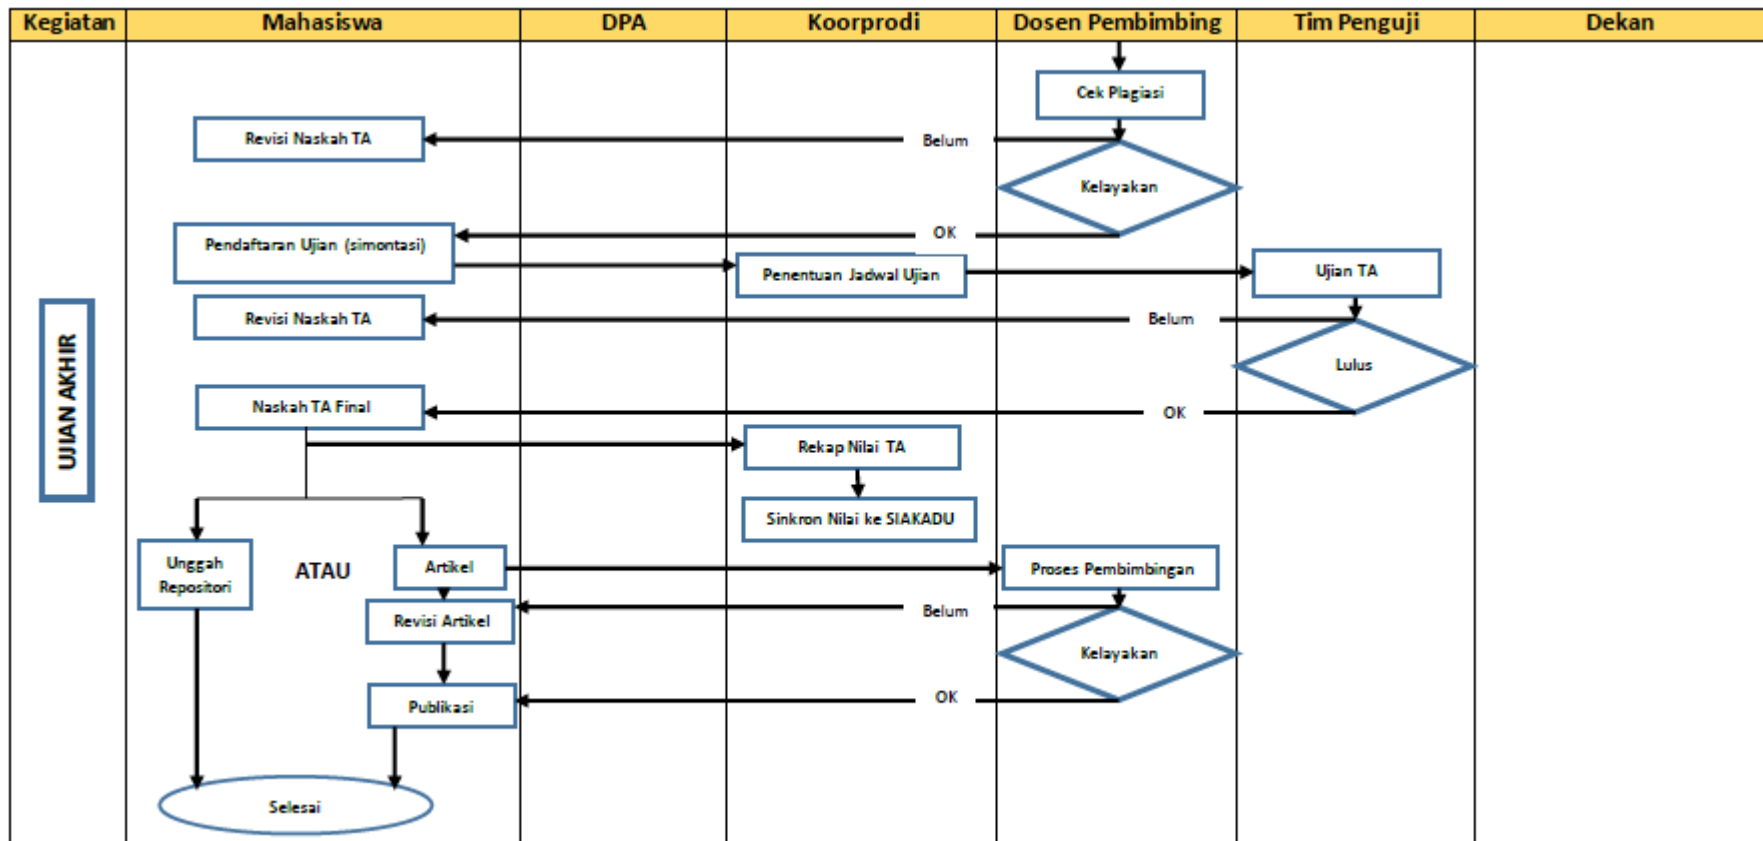 Kegiatan
Mahasiswa
DPA
Koorprodi
Dosen Pembimbing
Tim Penguji
Dekan
Cek Plagiasi
Revisi Naskah TA
Belum
Kelayakan
Pendaftaran Ujian (simontasi)
OK
Penentuan Jadwal Ujian
Ujian TA
Revisi Naskah TA
Belum
Lulus
UJIAN AKHIR
Naskah TA Final
OK
Rekap Nilai TA
Sinkron Nilai ke SIAKADU
Unggah
Repositori
ATAU
Artikel
Proses Pembimbingan
Revisi Artikel
Belum
Kelayakan
Publikasi
OK
Selesai